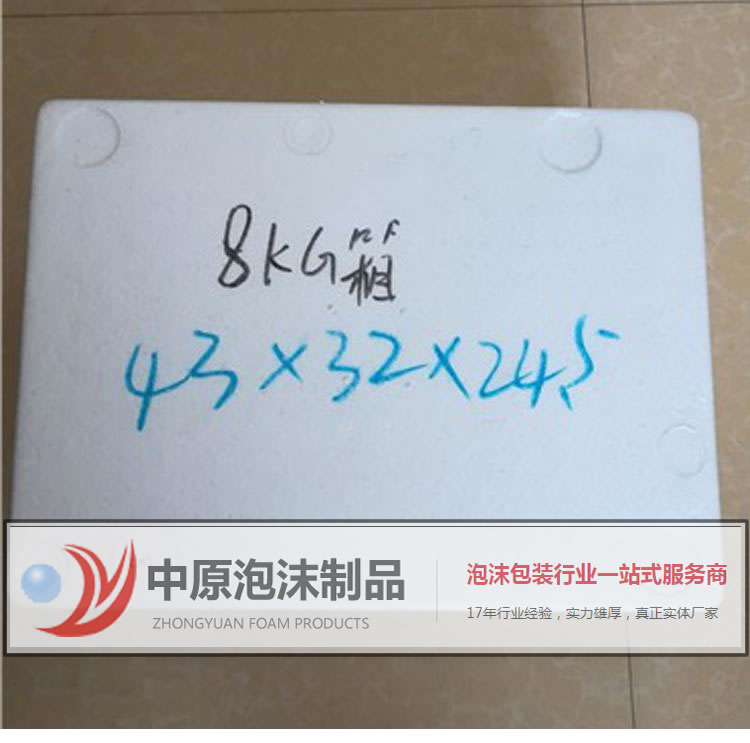 8KG箱
43×32×24.5
中原泡沫制品
ZHONGYUAN FOAM PRODUCTS
泡沫包装行业一站式服务商
17年行业经验，实力雄厚，真正实体厂家